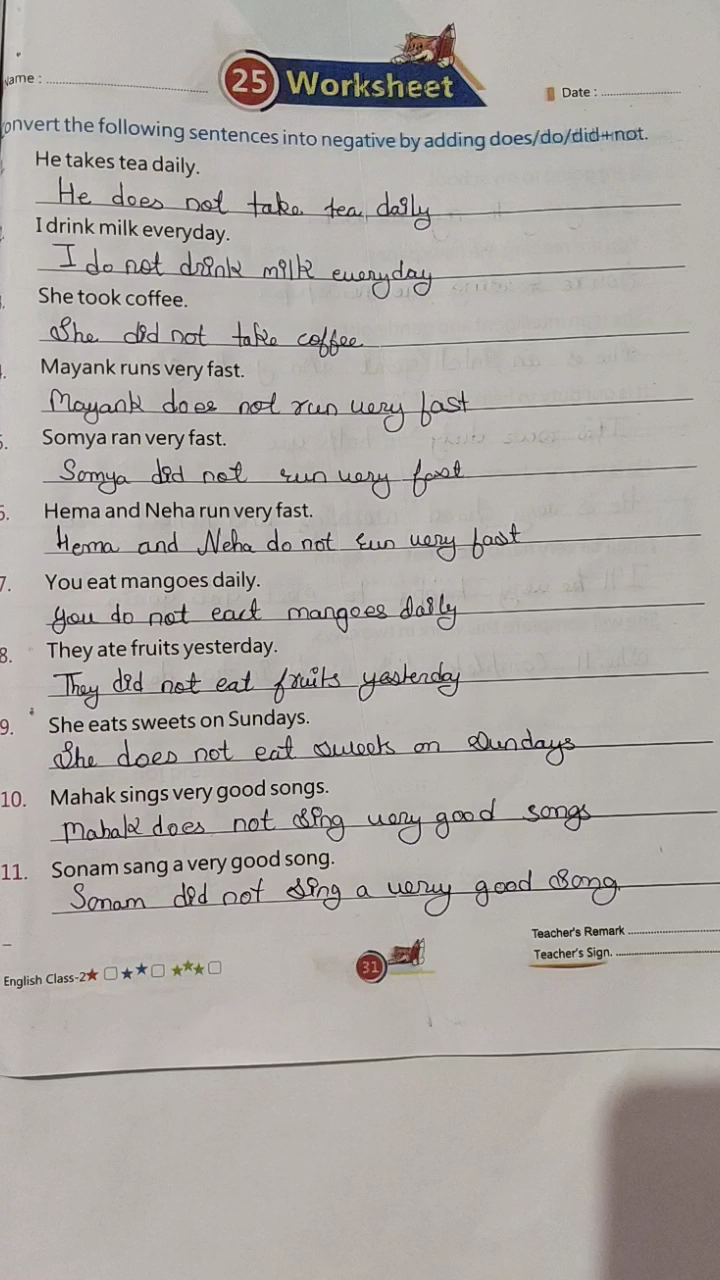 25 Worksheet
ame : ....................
Date : ....................
onvert the following sentences into negative by adding does/do/did+not.
He takes tea daily.
He does not take tea daily
I drink milk everyday.
I do not drink milk everyday
She took coffee.
She did not take coffee
Mayank runs very fast.
Mayank does not run very fast
5. Somya ran very fast.
Somya did not run very fast
6. Hema and Neha run very fast.
Hema and Neha do not run very fast
7. You eat mangoes daily.
you do not eact mangoes daily
8. They ate fruits yesterday.
They did not eat fruits yesterday
9. She eats sweets on Sundays.
She does not eat sweets on Sundays
10. Mahak sings very good songs.
Mahak does not sing very good songs
11. Sonam sang a very good song.
Sonam did not sing a very good song
Teacher's Remark ....................
Teacher's Sign. ....................
English Class-2
31